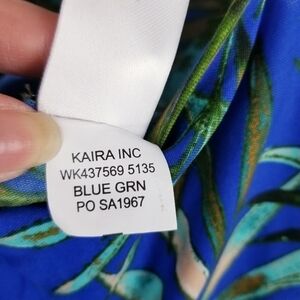 KAIRA INC
WK437569 5135
BLUE GRN
PO SA1967